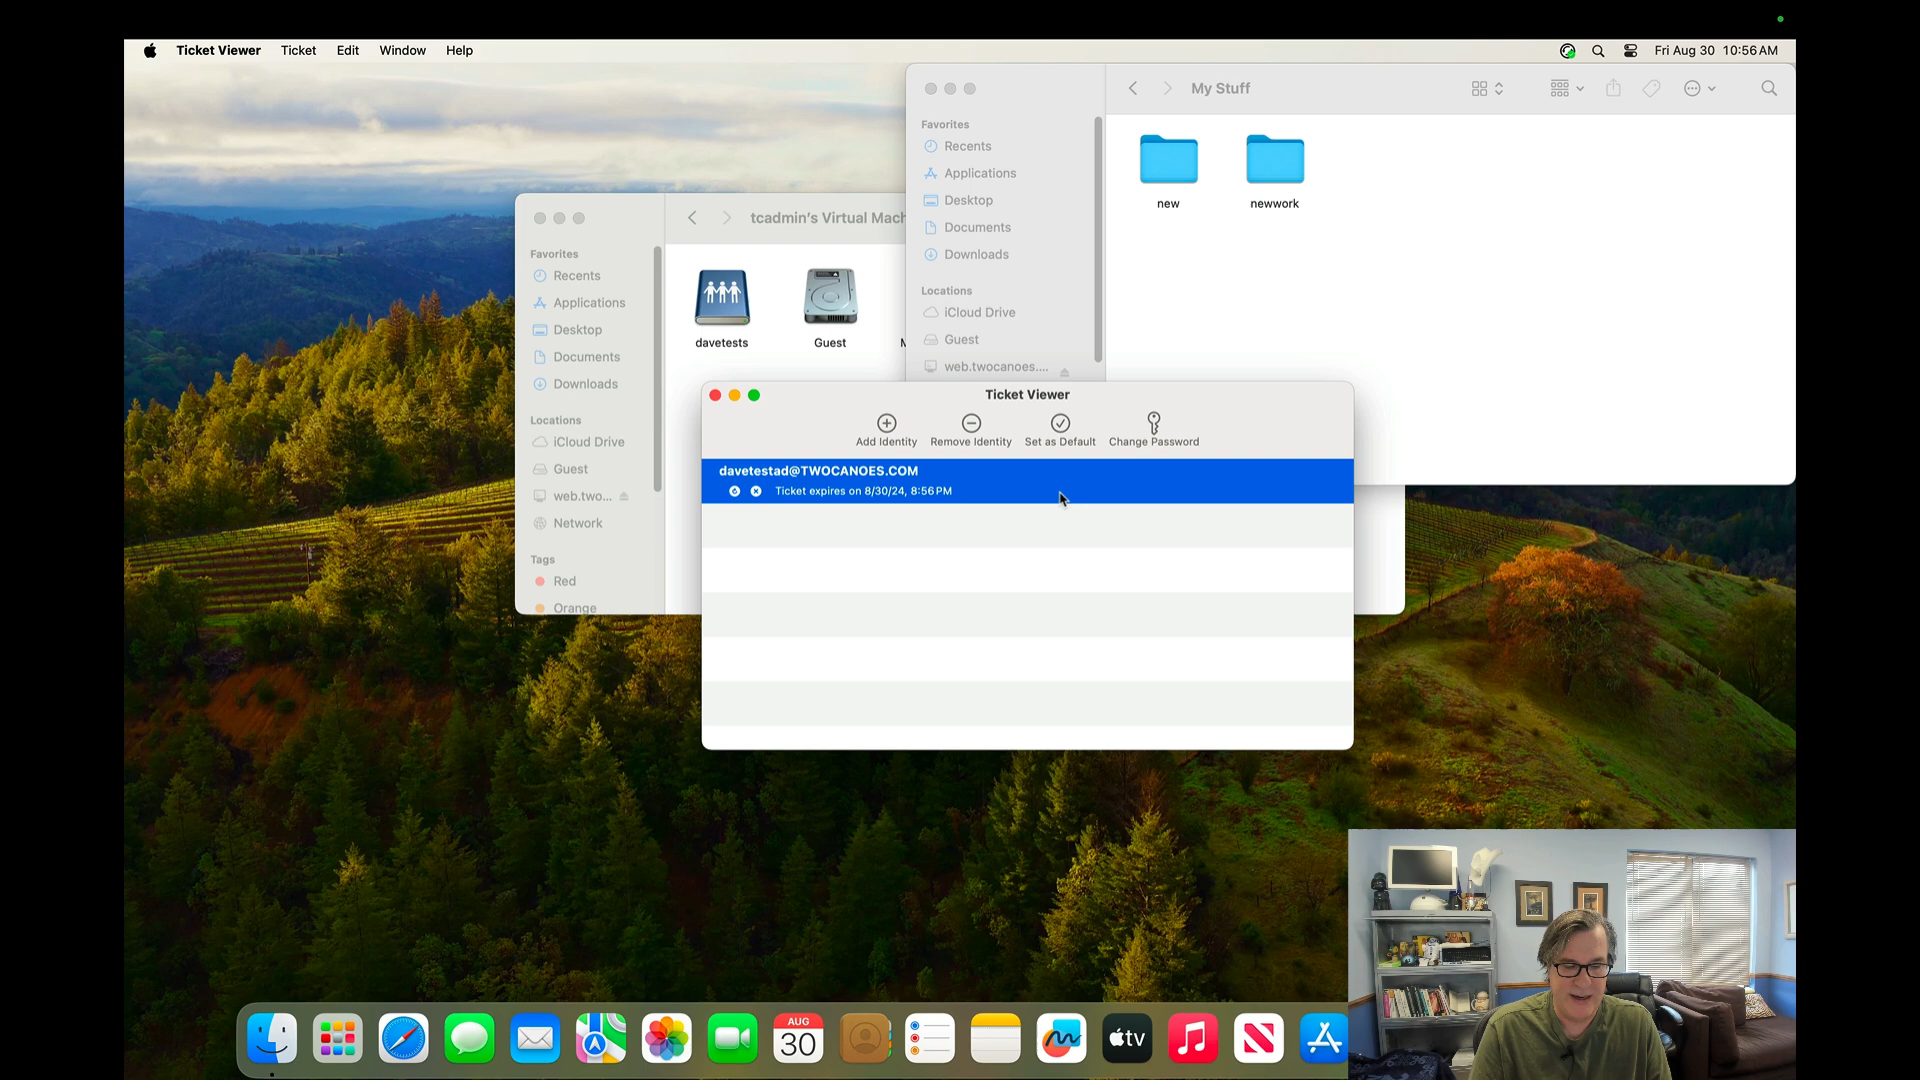 Ticket Viewer
Ticket
Edit
Window
Help
Fri Aug 30 10:56 AM
My Stuff
Favorites
Recents
Applications
Desktop
Documents
Downloads
Locations
iCloud Drive
Guest
web.twocanoes....
new
newwork
tcadmin's Virtual Mach
Favorites
Recents
Applications
Desktop
Documents
Downloads
Locations
iCloud Drive
Guest
web.two...
Network
Tags
Red
Orange
davetests
Guest
M
Ticket Viewer
Add Identity
Remove Identity
Set as Default
Change Password
davetestad@TWOCANOES.COM
Ticket expires on 8/30/24, 8:56 PM
AUG
30
tv